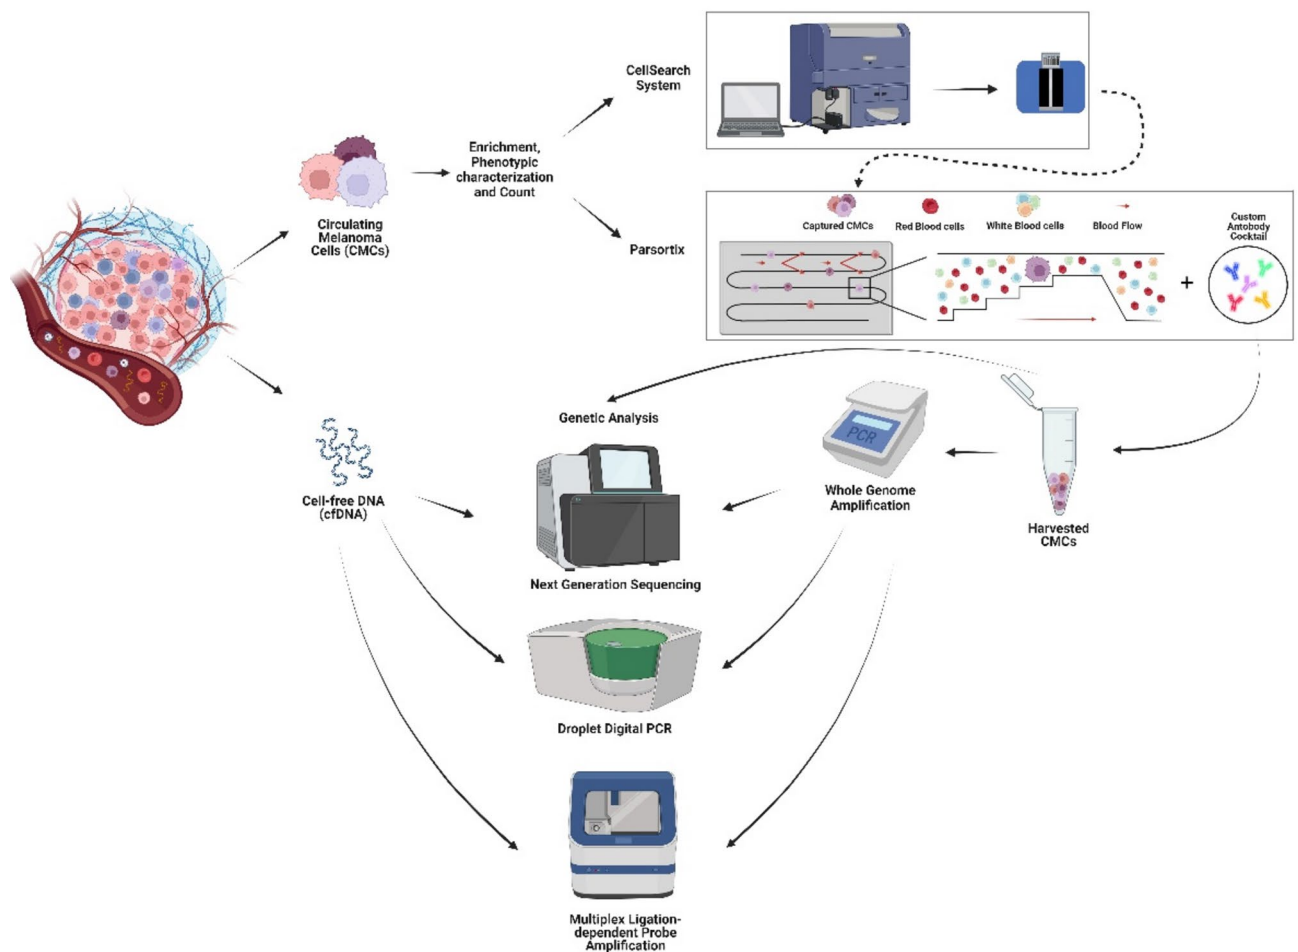 CellSearch
System
Enrichment,
Phenotypic
characterization
and Count
Circulating
Melanoma
Cells (CMCs)
Parsortix
Captured CMCs
Red Blood cells
White Blood cells
Blood Flow
Custom
Antobody
Cocktail
+
Genetic Analysis
PCR
Cell-free DNA
(cfDNA)
Whole Genome
Amplification
Harvested
CMCs
Next Generation Sequencing
Droplet Digital PCR
Multiplex Ligation-
dependent Probe
Amplification